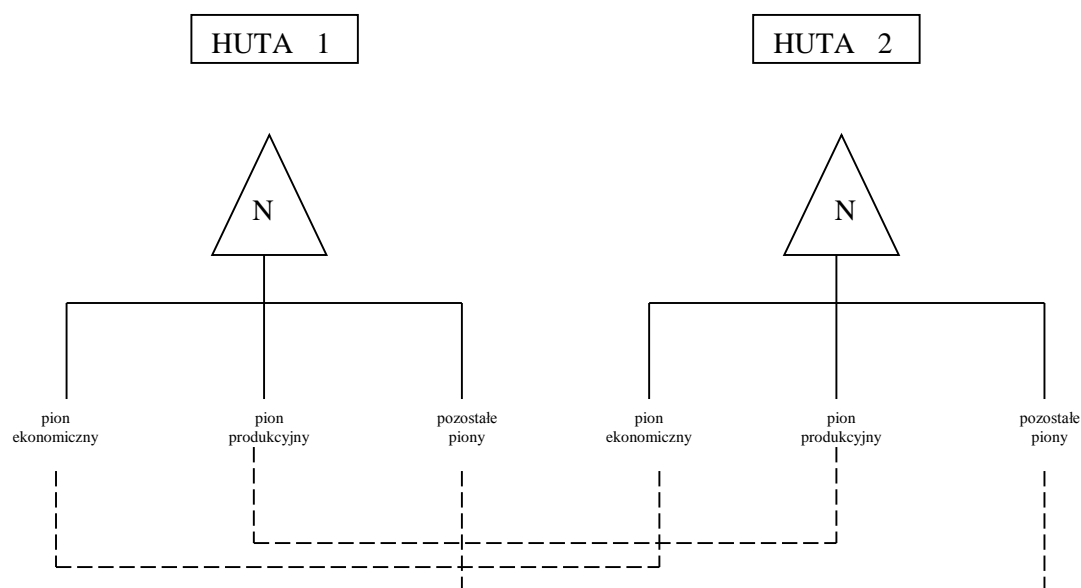 HUTA 1
HUTA 2
N
N
pion
ekonomiczny
pion
produkcyjny
pozostałe
piony
pion
ekonomiczny
pion
produkcyjny
pozostałe
piony